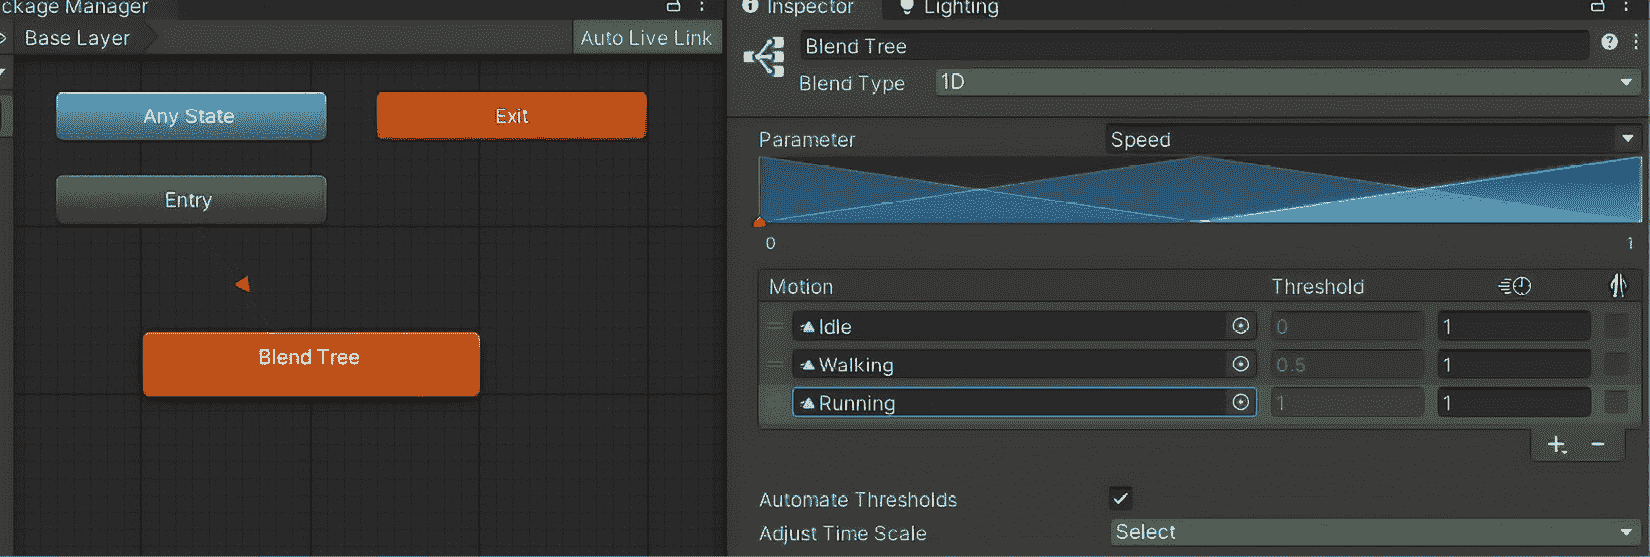 ckage Manager
Base Layer
Auto Live Link
Any State
Exit
Entry
Blend Tree
Inspector
Lighting
Blend Tree
Blend Type 1D
Parameter Speed
0 1
Motion Threshold
Idle 0 1
Walking 0.5 1
Running 1 1
+ -
Automate Thresholds
Adjust Time Scale Select